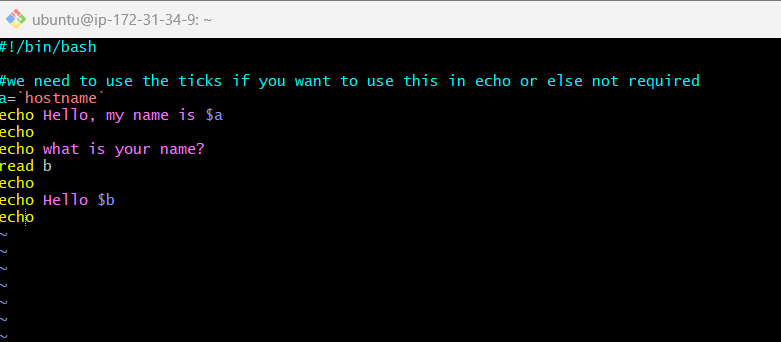 ubuntu@ip-172-31-34-9: ~
#!/bin/bash
#we need to use the ticks if you want to use this in echo or else not required
a=`hostname`
echo Hello, my name is $a
echo
echo what is your name?
read b
echo
echo Hello $b
echo
~
~
~
~
~
~
~